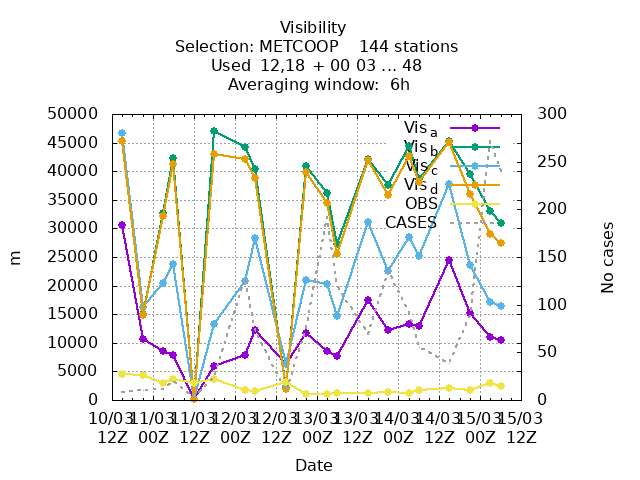 Visibility
Selection: METCOOP    144 stations
Used  12,18 + 00 03 ... 48
Averaging window:  6h
50000
45000
40000
35000
30000
25000
20000
15000
10000
5000
0
300
250
200
150
100
50
0
m
No cases
Vis a
Vis b
Vis c
Vis d
OBS
CASES
10/03 11/03 11/03 12/03 12/03 13/03 13/03 14/03 14/03 15/03 15/03
12Z 00Z 12Z 00Z 12Z 00Z 12Z 00Z 12Z 00Z 12Z
Date